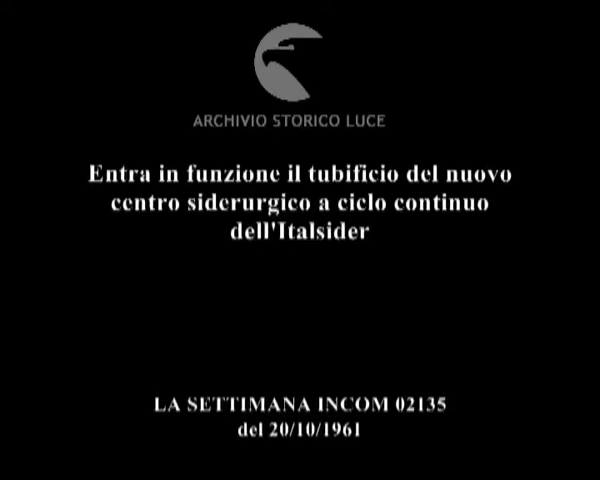 ARCHIVIO STORICO LUCE
Entra in funzione il tubificio del nuovo
centro siderurgico a ciclo continuo
dell'Italsider
LA SETTIMANA INCOM 02135
del 20/10/1961